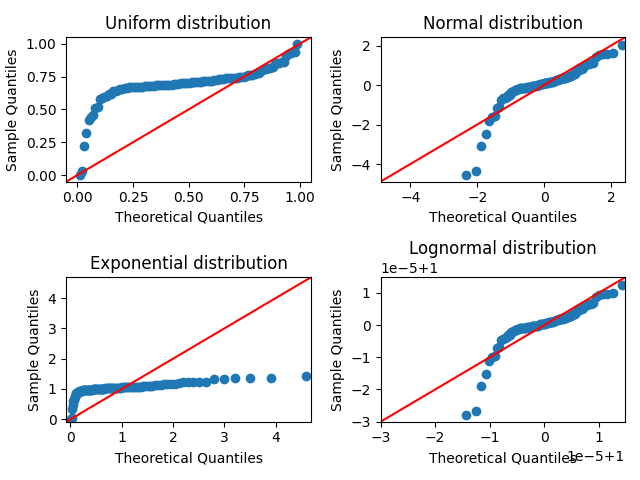 Uniform distribution
1.00
0.75
0.50
0.25
0.00
Sample Quantiles
0.00 0.25 0.50 0.75 1.00
Theoretical Quantiles
Normal distribution
2
0
−2
−4
Sample Quantiles
−4 −2 0 2
Theoretical Quantiles
Exponential distribution
4
3
2
1
0
Sample Quantiles
0 1 2 3 4
Theoretical Quantiles
Lognormal distribution
1e−5+1
1
0
−1
−2
−3
Sample Quantiles
−3 −2 −1 0 1
Theoretical Quantiles
1e−5+1